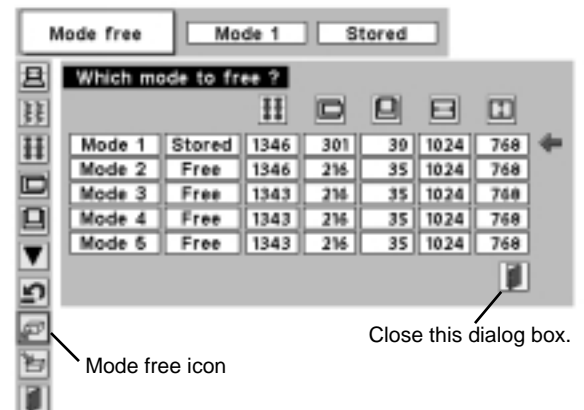 Mode free Mode 1 Stored
Which mode to free ?
Mode 1 Stored 1346 301 39 1024 768
Mode 2 Free 1346 216 35 1024 768
Mode 3 Free 1343 216 35 1024 768
Mode 4 Free 1343 216 35 1024 768
Mode 5 Free 1343 216 35 1024 768
Close this dialog box.
Mode free icon